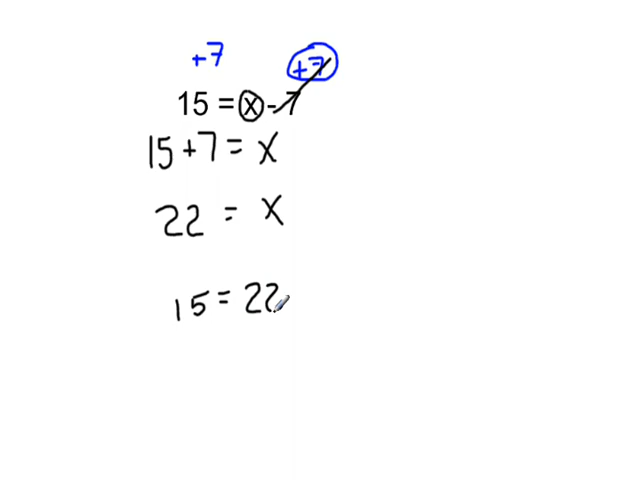 +7 +7
15 = x - 7
15 + 7 = x
22 = x
15 = 22